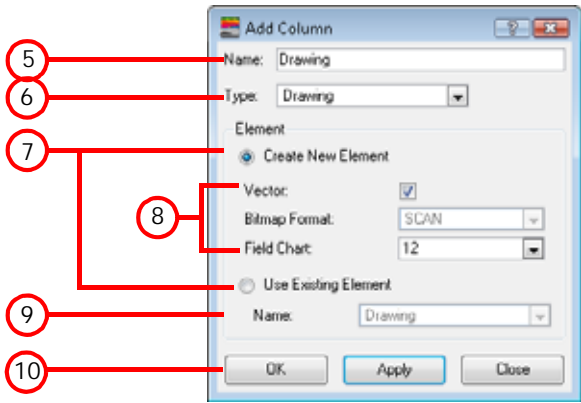 Add Column
5 Name: Drawing
6 Type: Drawing
Element
7 Create New Element
Vector:
8 Bitmap Format: SCAN
Field Chart: 12
Use Existing Element
9 Name: Drawing
10 OK Apply Close